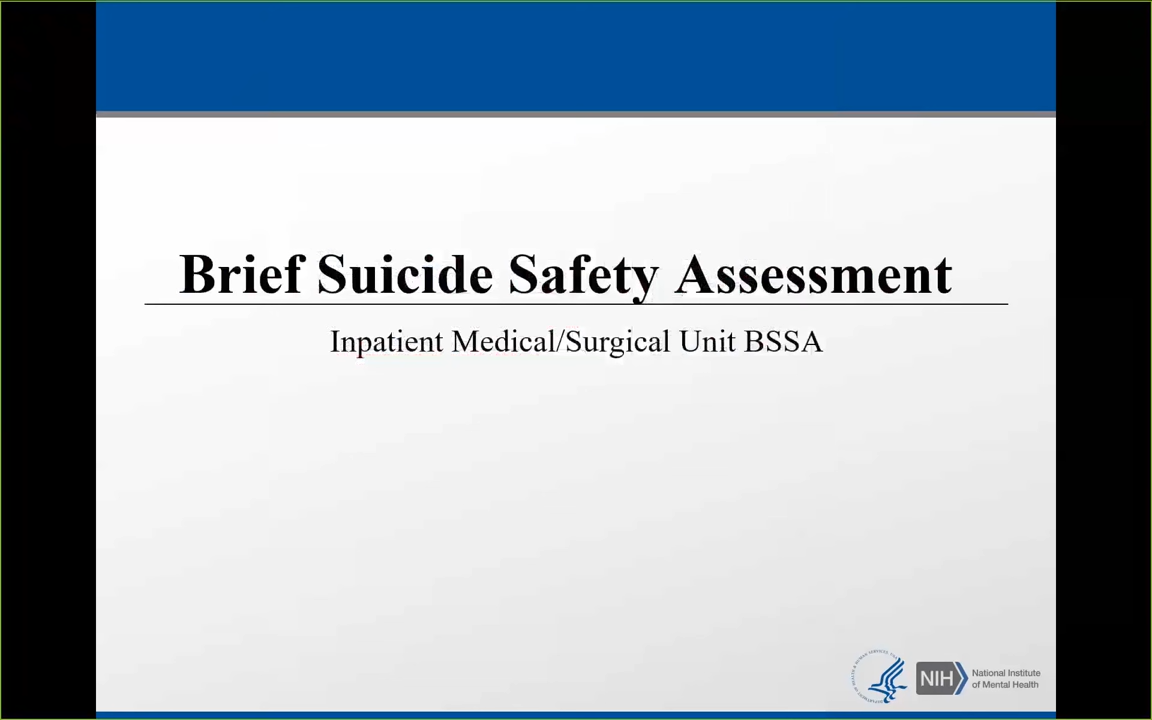 Brief Suicide Safety Assessment
Inpatient Medical/Surgical Unit BSSA
NIH
National Institute
of Mental Health